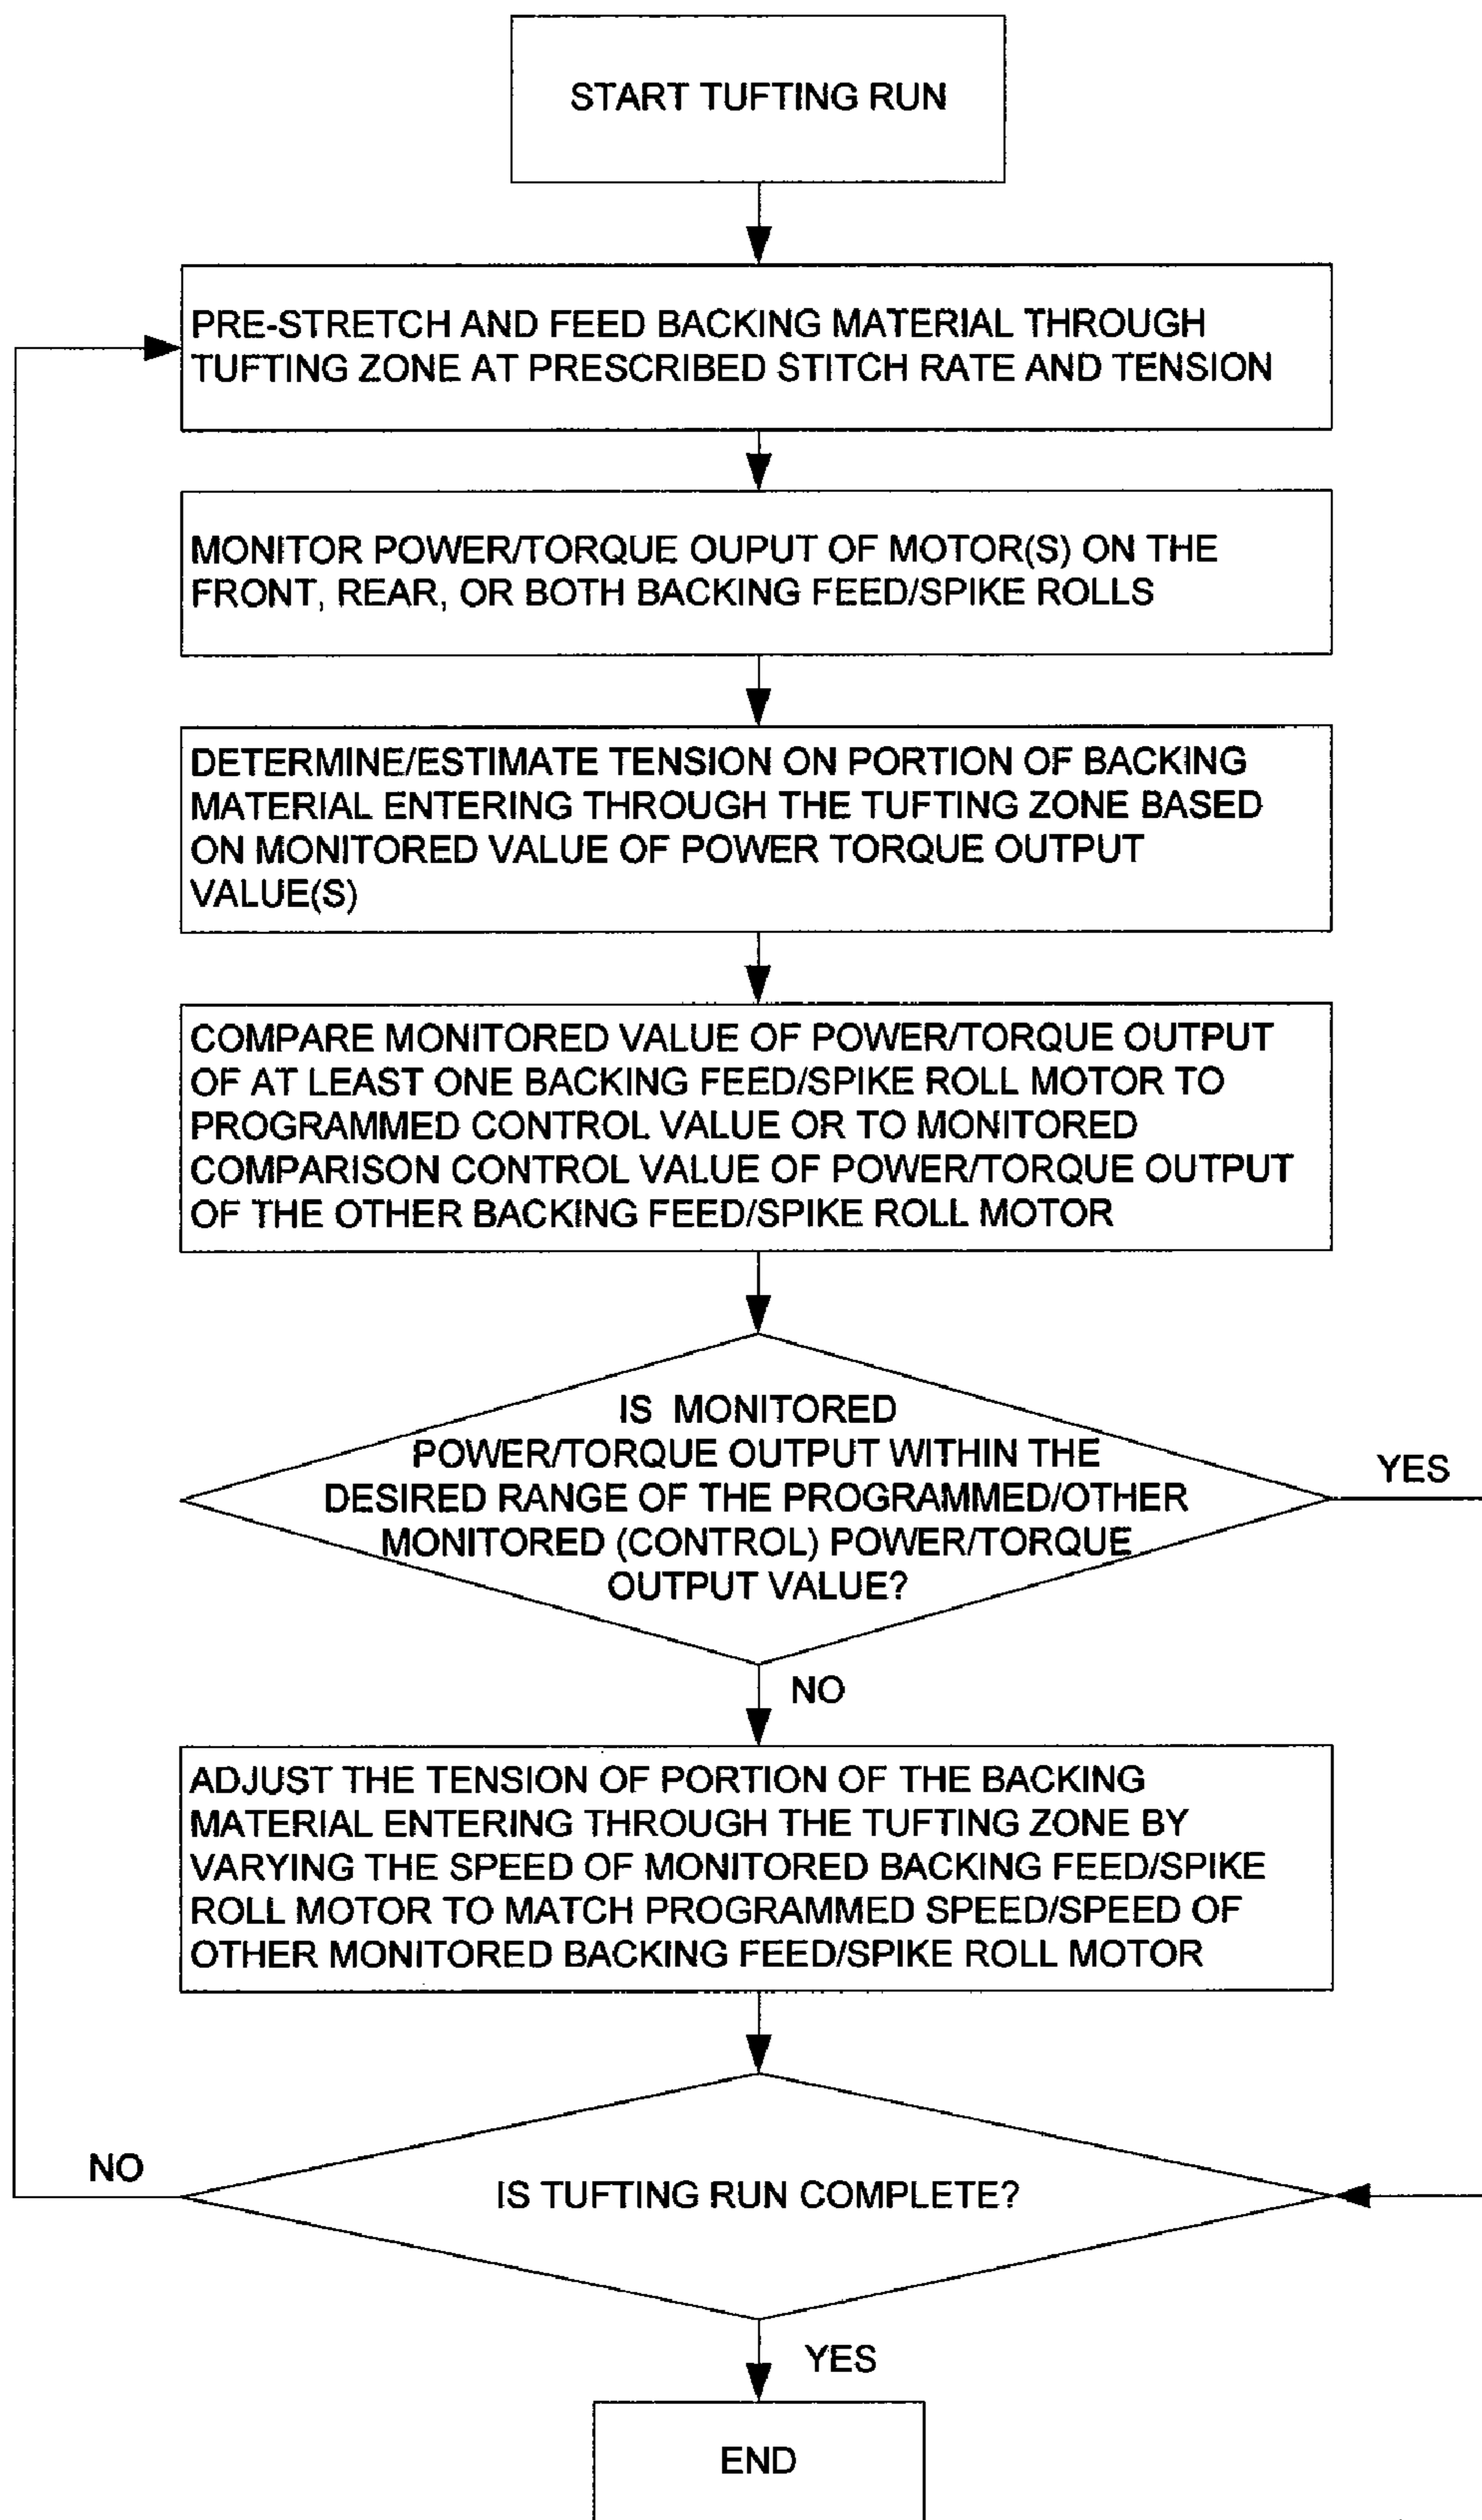 START TUFTING RUN
PRE-STRETCH AND FEED BACKING MATERIAL THROUGH
TUFTING ZONE AT PRESCRIBED STITCH RATE AND TENSION
MONITOR POWER/TORQUE OUPUT OF MOTOR(S) ON THE
FRONT, REAR, OR BOTH BACKING FEED/SPIKE ROLLS
DETERMINE/ESTIMATE TENSION ON PORTION OF BACKING
MATERIAL ENTERING THROUGH THE TUFTING ZONE BASED
ON MONITORED VALUE OF POWER TORQUE OUTPUT
VALUE(S)
COMPARE MONITORED VALUE OF POWER/TORQUE OUTPUT
OF AT LEAST ONE BACKING FEED/SPIKE ROLL MOTOR TO
PROGRAMMED CONTROL VALUE OR TO MONITORED
COMPARISON CONTROL VALUE OF POWER/TORQUE OUTPUT
OF THE OTHER BACKING FEED/SPIKE ROLL MOTOR
IS MONITORED
POWER/TORQUE OUTPUT WITHIN THE
DESIRED RANGE OF THE PROGRAMMED/OTHER
MONITORED (CONTROL) POWER/TORQUE
OUTPUT VALUE?
YES
NO
ADJUST THE TENSION OF PORTION OF THE BACKING
MATERIAL ENTERING THROUGH THE TUFTING ZONE BY
VARYING THE SPEED OF MONITORED BACKING FEED/SPIKE
ROLL MOTOR TO MATCH PROGRAMMED SPEED/SPEED OF
OTHER MONITORED BACKING FEED/SPIKE ROLL MOTOR
NO
IS TUFTING RUN COMPLETE?
YES
END